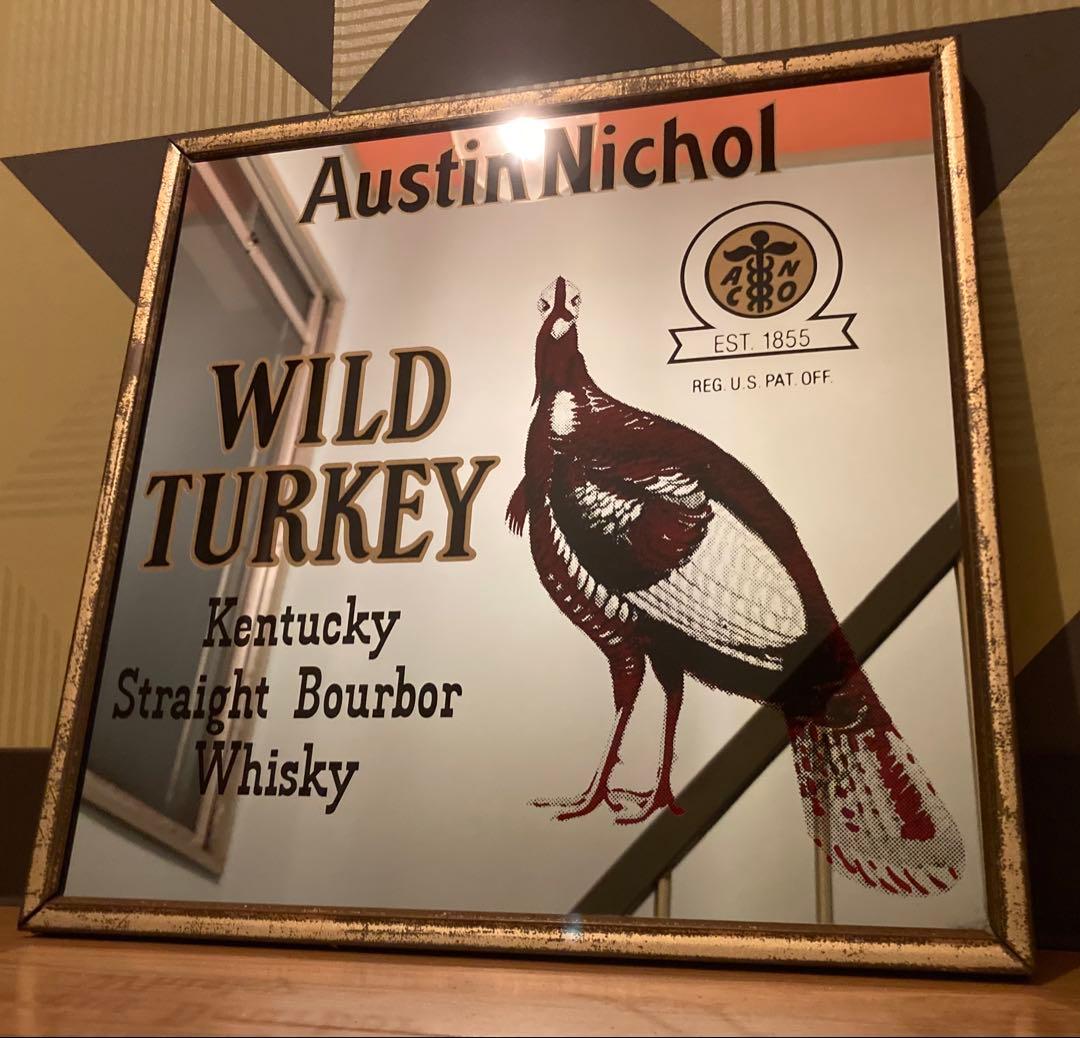 Austin Nichol
A N
C O
EST. 1855
REG. U.S. PAT. OFF.
WILD
TURKEY
Kentucky
Straight Bourbor
Whisky